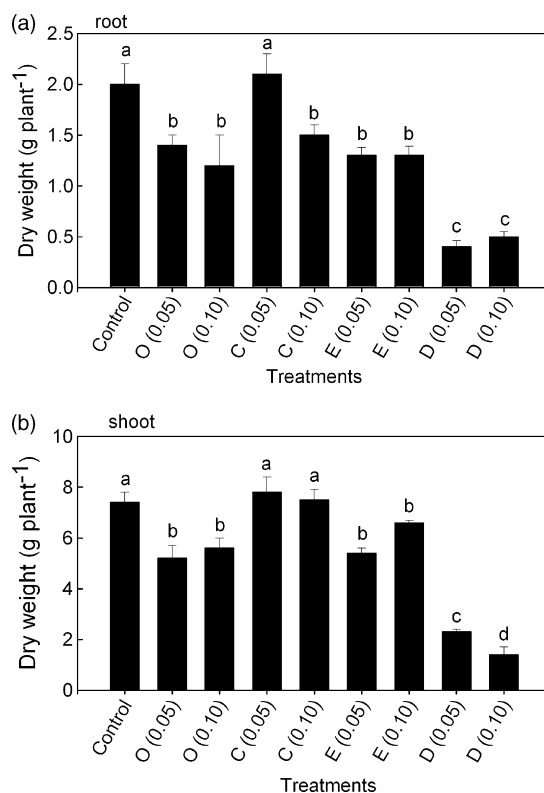 (a) root
Dry weight (g plant⁻¹)
2.5
2.0
1.5
1.0
0.5
0.0
a
b
b
a
b
b
b
c
c
Control
O (0.05)
O (0.10)
C (0.05)
C (0.10)
E (0.05)
E (0.10)
D (0.05)
D (0.10)
Treatments
(b) shoot
Dry weight (g plant⁻¹)
10
8
6
4
2
0
a
b
b
a
a
b
b
c
d
Control
O (0.05)
O (0.10)
C (0.05)
C (0.10)
E (0.05)
E (0.10)
D (0.05)
D (0.10)
Treatments